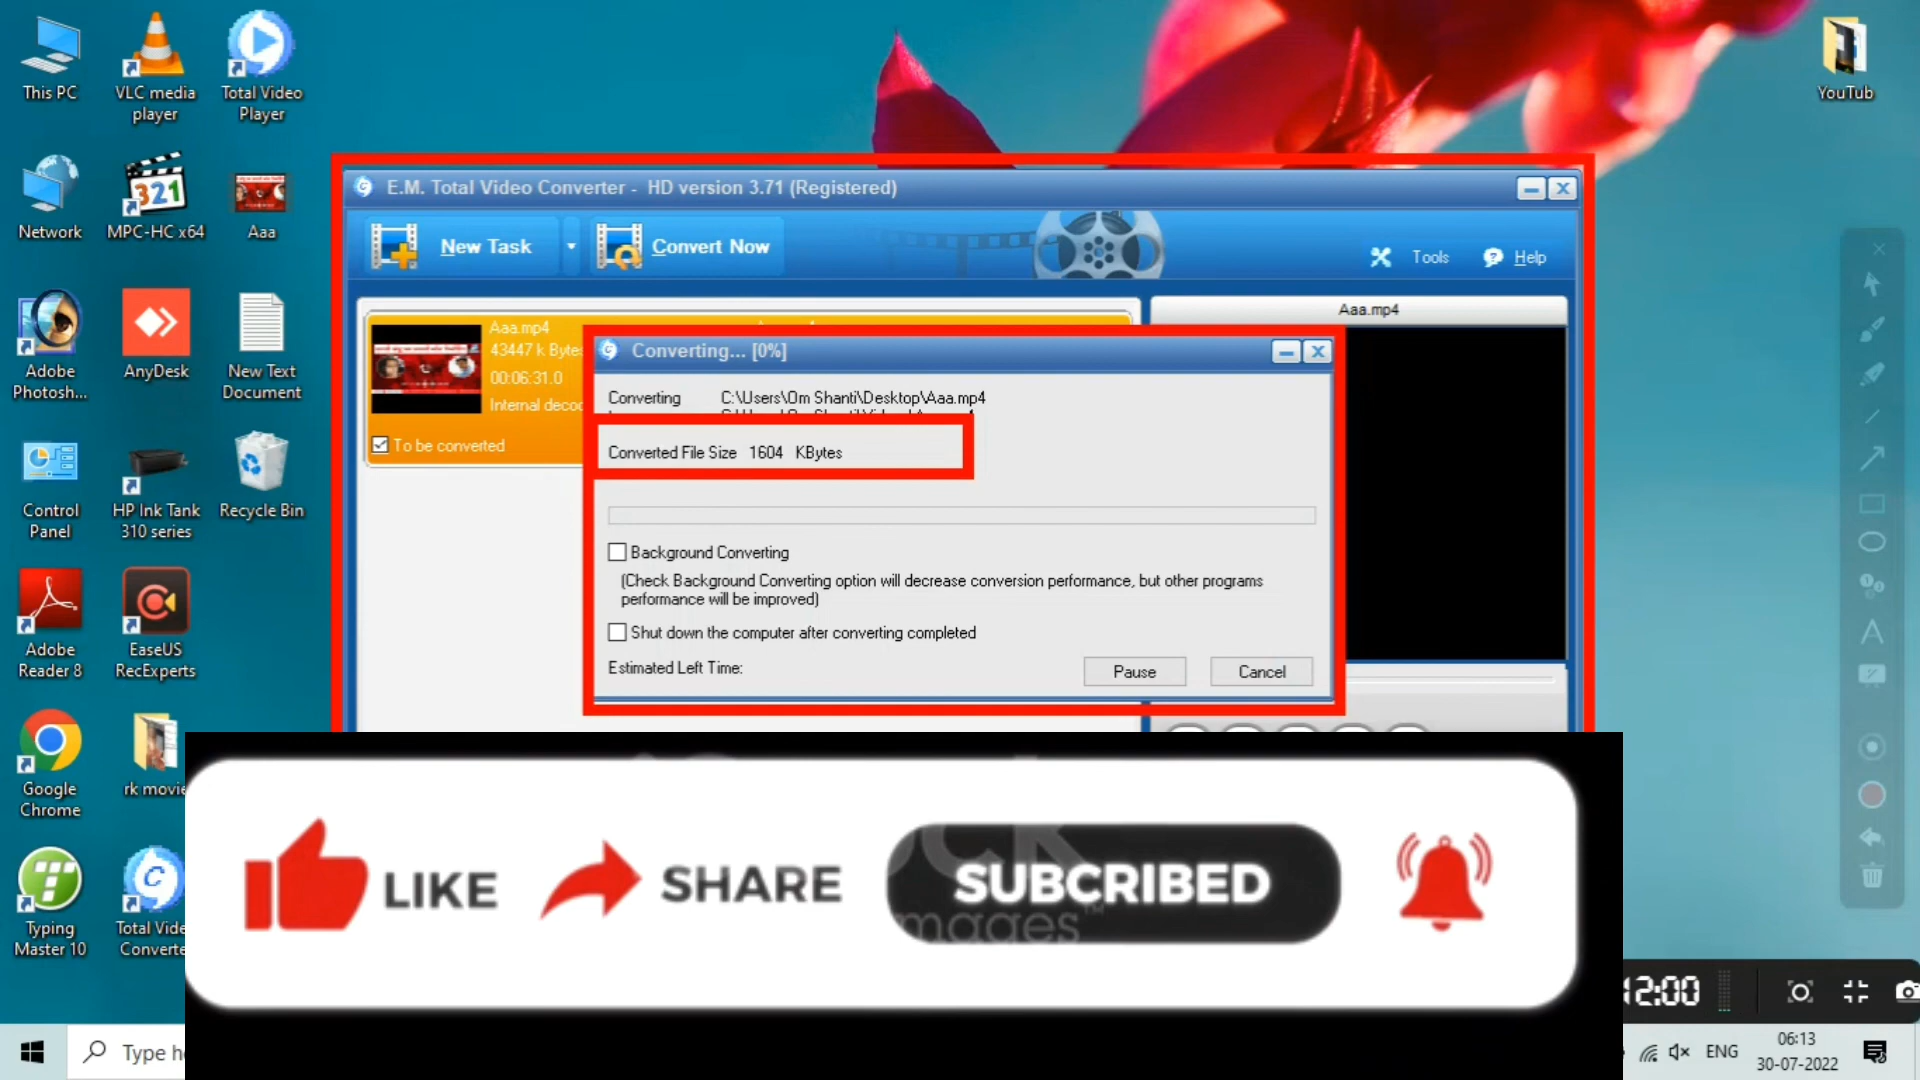 This PC
VLC media
player
Total Video
Player
YouTub
Network
MPC-HC x64
321
Aaa
E.M. Total Video Converter - HD version 3.71 (Registered)
New Task
Convert Now
Tools
Help
Adobe
Photosh...
AnyDesk
New Text
Document
Aaa.mp4
43447 k Byte
00:06:31.0
Internal deco
To be converted
Aaa.mp4
Converting... [0%]
Converting C:\Users\Om Shanti\Desktop\Aaa.mp4
Converted File Size 1604 KBytes
Background Converting
(Check Background Converting option will decrease conversion performance, but other programs
performance will be improved)
Shut down the computer after converting completed
Estimated Left Time:
Pause
Cancel
Control
Panel
HP Ink Tank
310 series
Recycle Bin
Adobe
Reader 8
EaseUS
RecExperts
Google
Chrome
rk movie
Typing
Master 10
Total Vide
Converte
LIKE
SHARE
SUBCRIBED
images™
12:00
Type he
ENG
06:13
30-07-2022